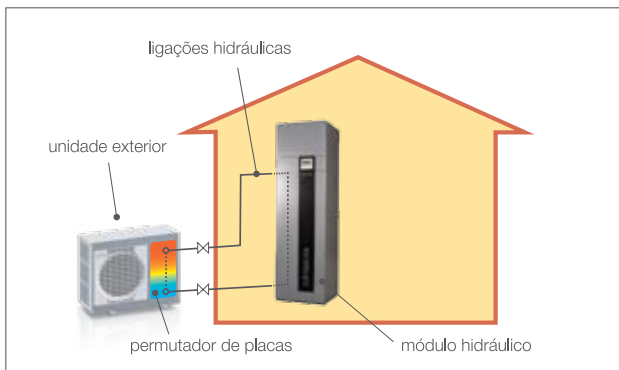 ligações hidráulicas
unidade exterior
permutador de placas
módulo hidráulico